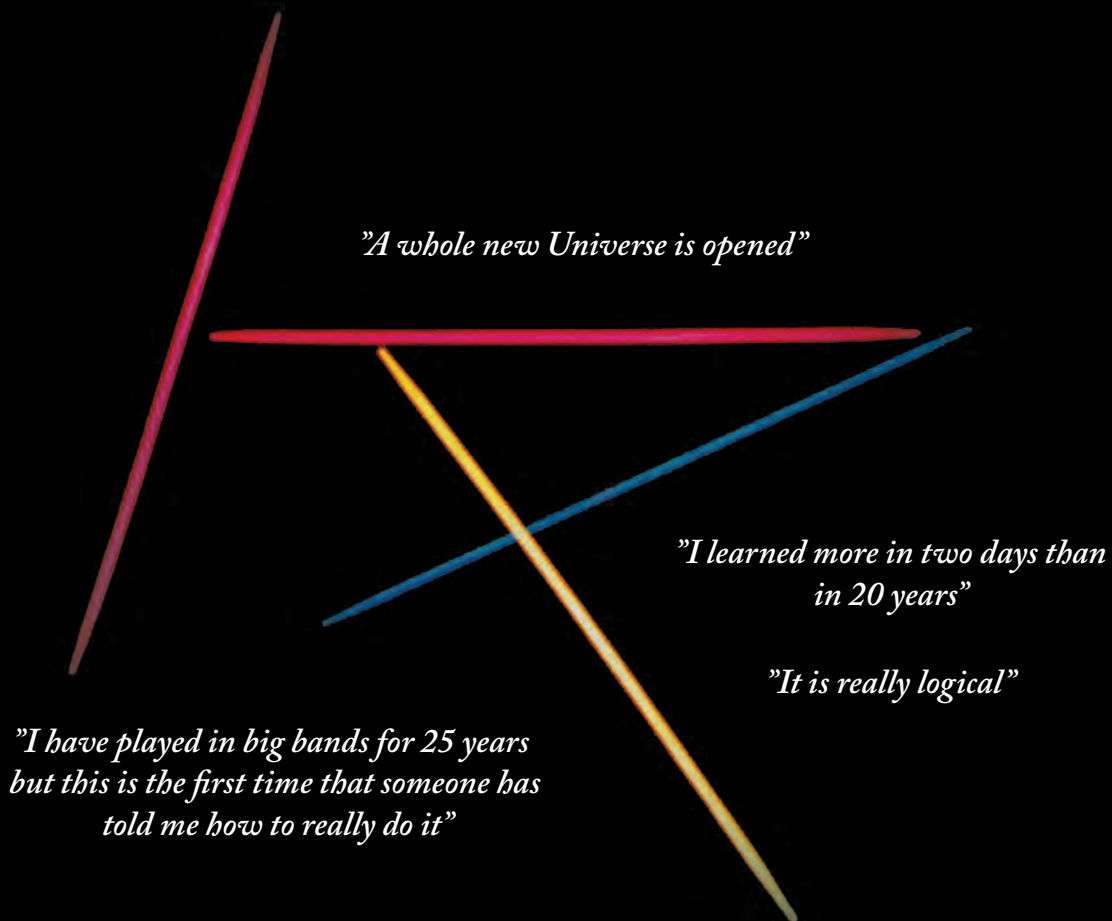 ”A whole new Universe is opened”
”I learned more in two days than
in 20 years”
”It is really logical”
”I have played in big bands for 25 years
but this is the first time that someone has
told me how to really do it”